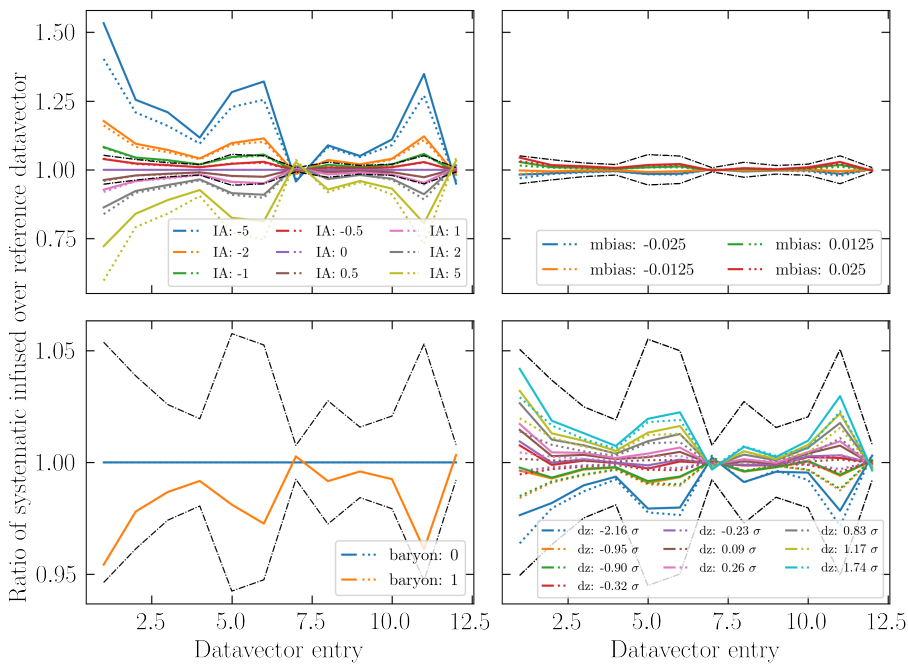 Ratio of systematic infused over reference datavector
1.50
1.25
1.00
0.75
IA: -5
IA: -0.5
IA: 1
IA: -2
IA: 0
IA: 2
IA: -1
IA: 0.5
IA: 5
mbias: -0.025
mbias: 0.0125
mbias: -0.0125
mbias: 0.025
1.05
1.00
0.95
baryon: 0
baryon: 1
dz: -2.16 σ
dz: -0.23 σ
dz: 0.83 σ
dz: -0.95 σ
dz: 0.09 σ
dz: 1.17 σ
dz: -0.90 σ
dz: 0.26 σ
dz: 1.74 σ
dz: -0.32 σ
2.5 5.0 7.5 10.0 12.5
2.5 5.0 7.5 10.0 12.5
Datavector entry
Datavector entry